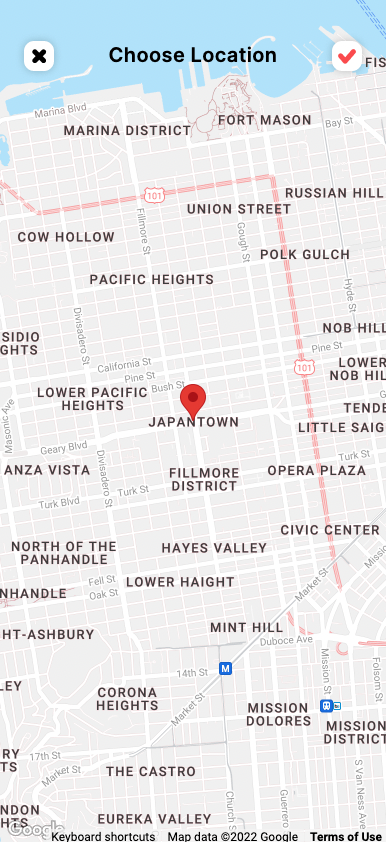 Choose Location
FIS
Marina Blvd
FORT MASON
Bay St
MARINA DISTRICT
101
RUSSIAN HILL
Fillmore St
UNION STREET
Gough St
COW HOLLOW
POLK GULCH
PACIFIC HEIGHTS
Hyde St
Divisadero St
SIDIO
GHTS
NOB HILL
Pine St
California St
101
LOWER
NOB HIL
Pine St
Bush St
LOWER PACIFIC
HEIGHTS
Masonic Ave
TENDE
JAPANTOWN
LITTLE SAIG
Geary Blvd
Turk St
ANZA VISTA
Divisadero St
FILLMORE
DISTRICT
OPERA PLAZA
Turk St
Turk Blvd
CIVIC CENTER
NORTH OF THE
PANHANDLE
HAYES VALLEY
Missio
Fell St
LOWER HAIGHT
Market St
NHANDLE
Oak St
HT-ASHBURY
MINT HILL
Duboce Ave
M
14th St
Mission St
Folsom St
LEY
CORONA
HEIGHTS
Market St
MISSION
DOLORES
MISSION
DISTRICT
RY
TS
17th St
Market St
THE CASTRO
S Van Ness Ave
Church S
Guerrero
NDON
HTS
EUREKA VALLEY
Google
Keyboard shortcuts Map data ©2022 Google Terms of Use